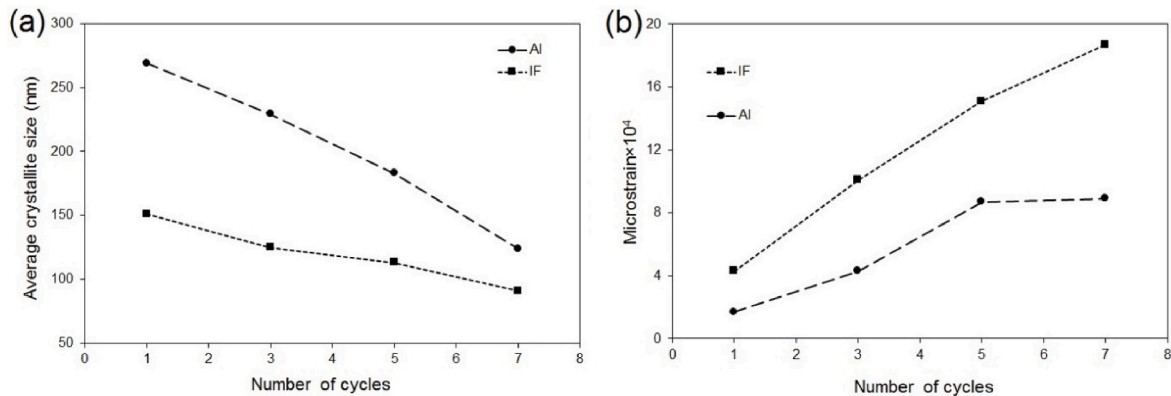 (a)
300
250
200
150
100
50
0 1 2 3 4 5 6 7 8
Average crystallite size (nm)
Number of cycles
Al
IF
(b)
20
16
12
8
4
0
0 1 2 3 4 5 6 7 8
Microstrain×10⁴
Number of cycles
IF
Al